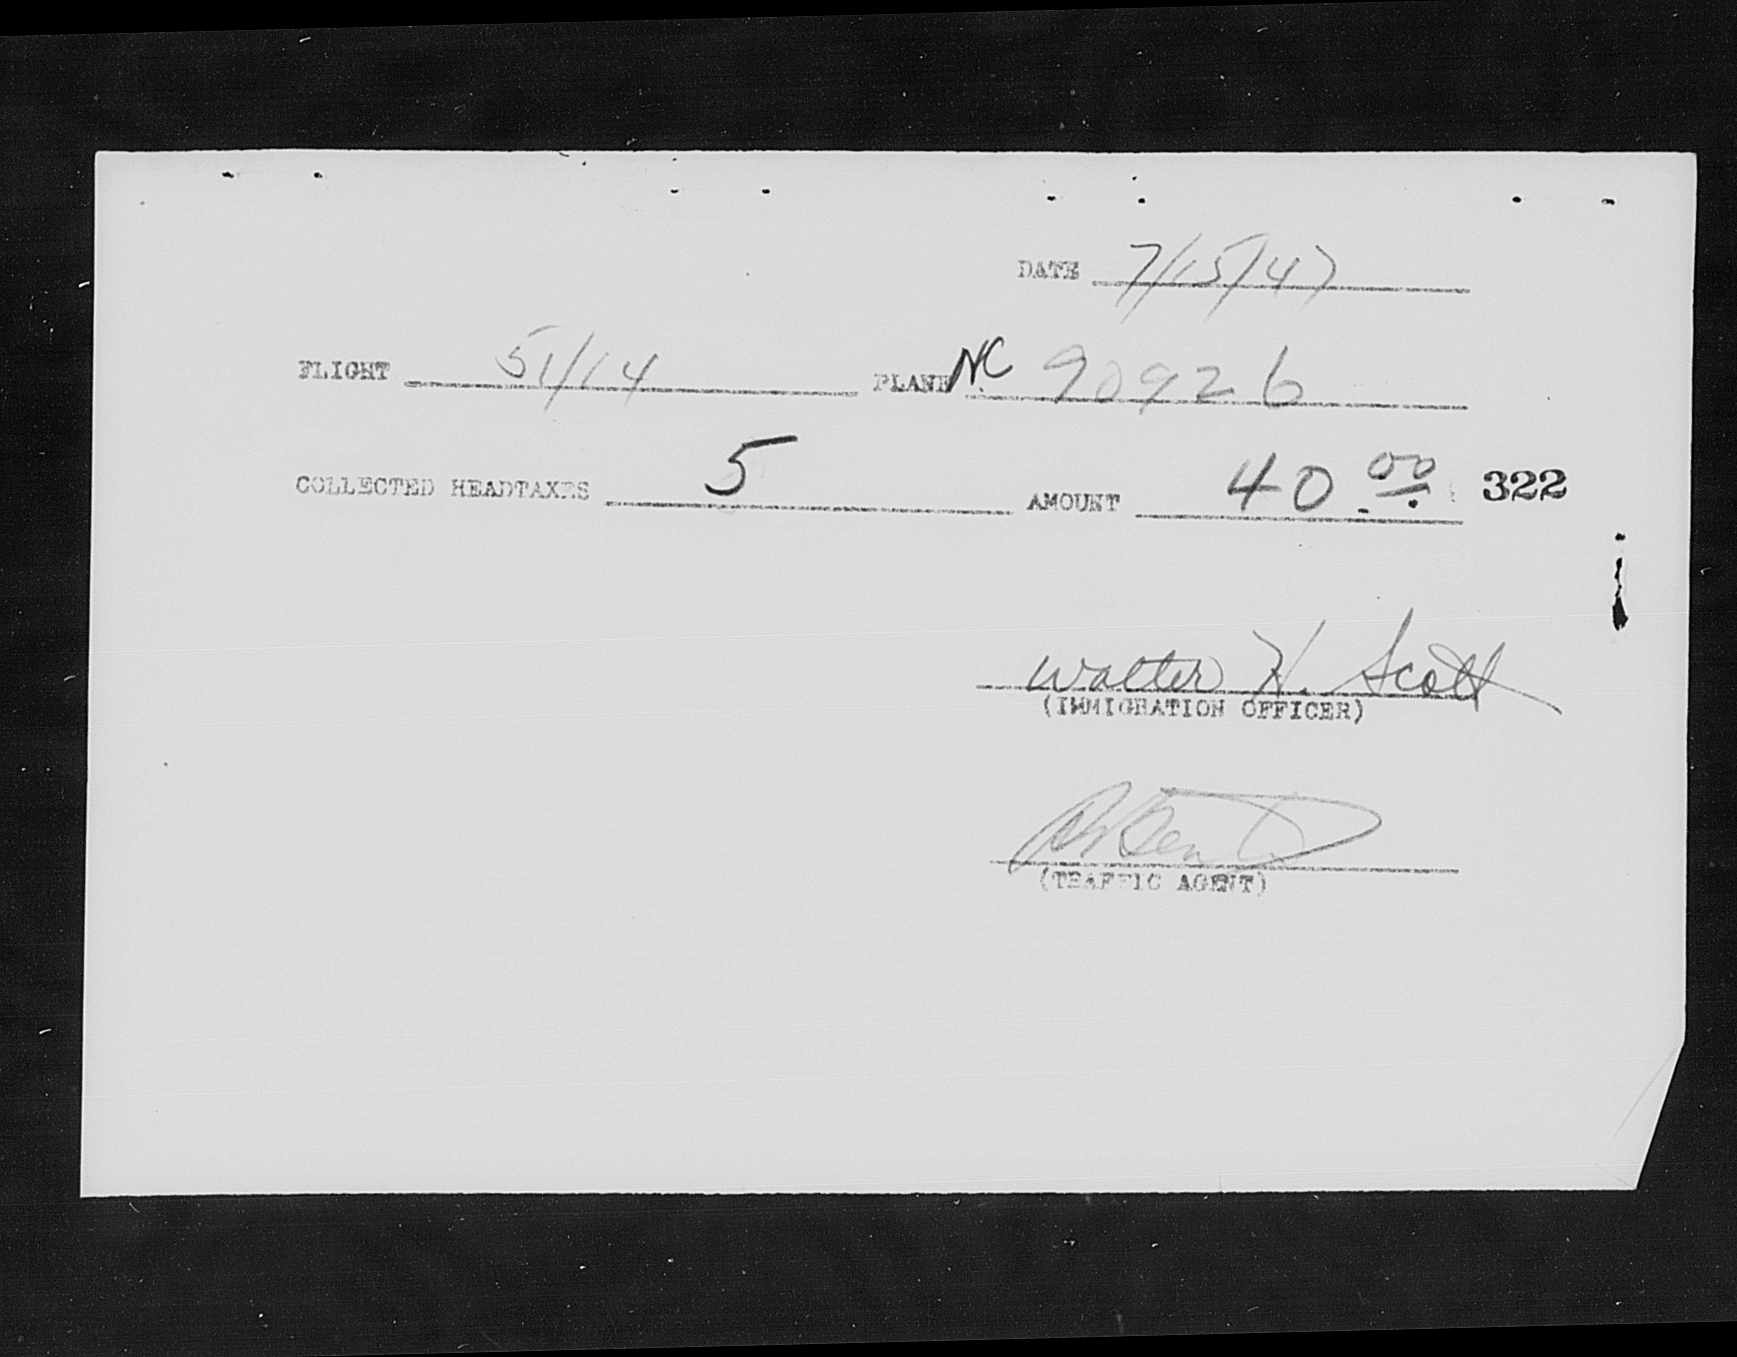 DATE 7/15/47
FLIGHT 51/14 PLANE NC 90926
COLLECTED HEADTAXES 5 AMOUNT 40.00 322
Walter H. Scott
(IMMIGRATION OFFICER)
(TRAFFIC AGENT)